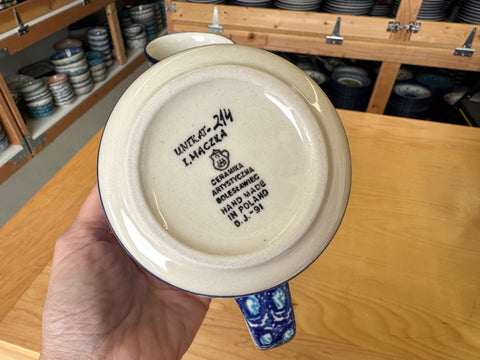 UNIKAT-214
I. MACZKA
CERAMIKA
ARTYSTYCZNA
BOLESŁAWIEC
HAND MADE
IN POLAND
D.J.-91